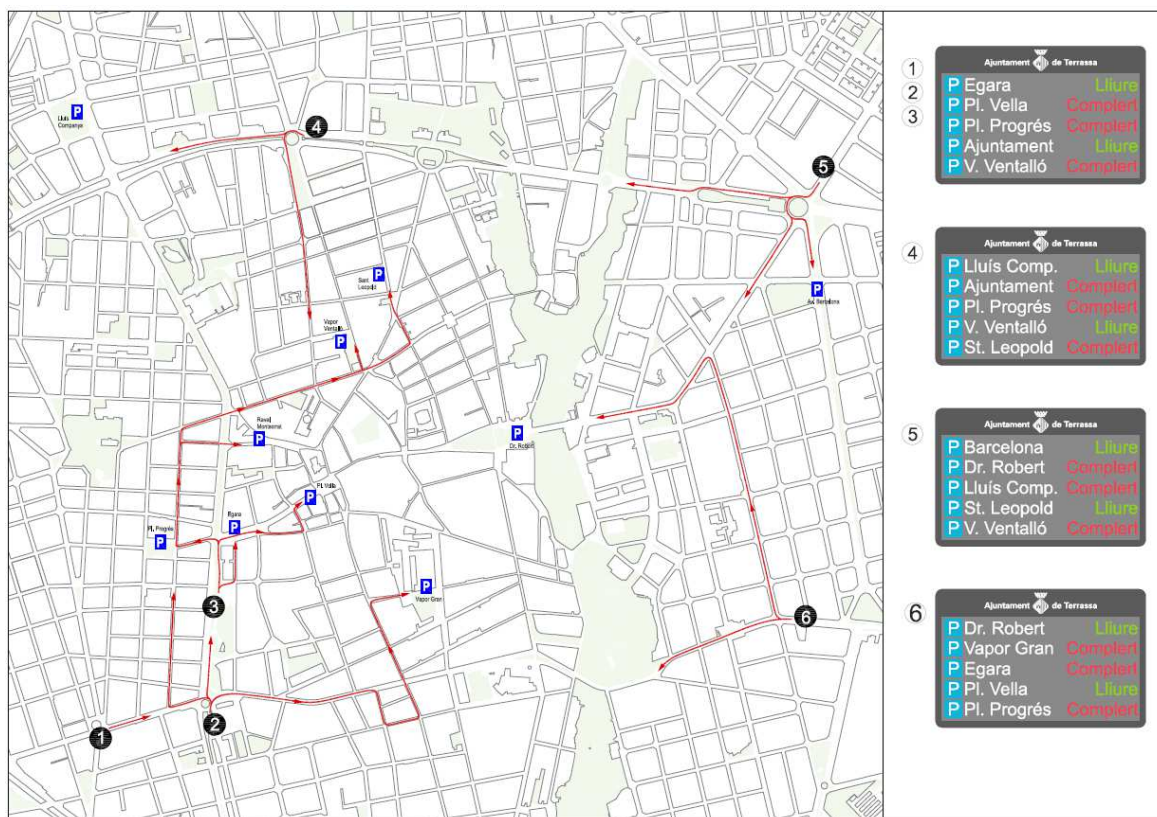 Lluís
Companys
P
4
5
Sant
Leopold
P
P
Av. Barcelona
Vapor
Ventalló
P
Raval
Montserrat
P
P
Dr. Robert
Pl. Vella
P
Egara
P
Pl. Progrés
P
P
Vapor Gran
3
6
2
1
1
2
3
Ajuntament de Terrassa
P Egara Lliure
P Pl. Vella Complert
P Pl. Progrés Complert
P Ajuntament Lliure
P V. Ventalló Complert
4
Ajuntament de Terrassa
P Lluís Comp. Lliure
P Ajuntament Complert
P Pl. Progrés Complert
P V. Ventalló Lliure
P St. Leopold Complert
5
Ajuntament de Terrassa
P Barcelona Lliure
P Dr. Robert Complert
P Lluís Comp. Complert
P St. Leopold Lliure
P V. Ventalló Complert
6
Ajuntament de Terrassa
P Dr. Robert Lliure
P Vapor Gran Complert
P Egara Complert
P Pl. Vella Lliure
P Pl. Progrés Complert